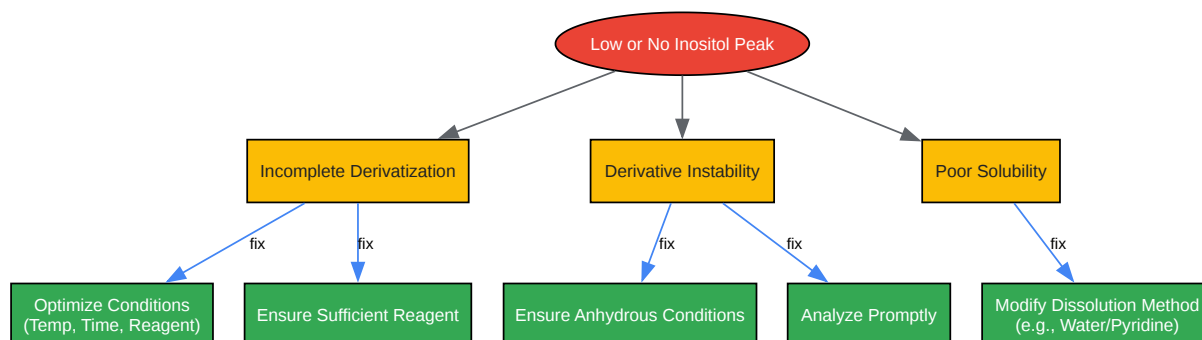 Low or No Inositol Peak
Incomplete Derivatization
Derivative Instability
Poor Solubility
fix
fix
fix
fix
fix
Optimize Conditions
(Temp, Time, Reagent)
Ensure Sufficient Reagent
Ensure Anhydrous Conditions
Analyze Promptly
Modify Dissolution Method
(e.g., Water/Pyridine)